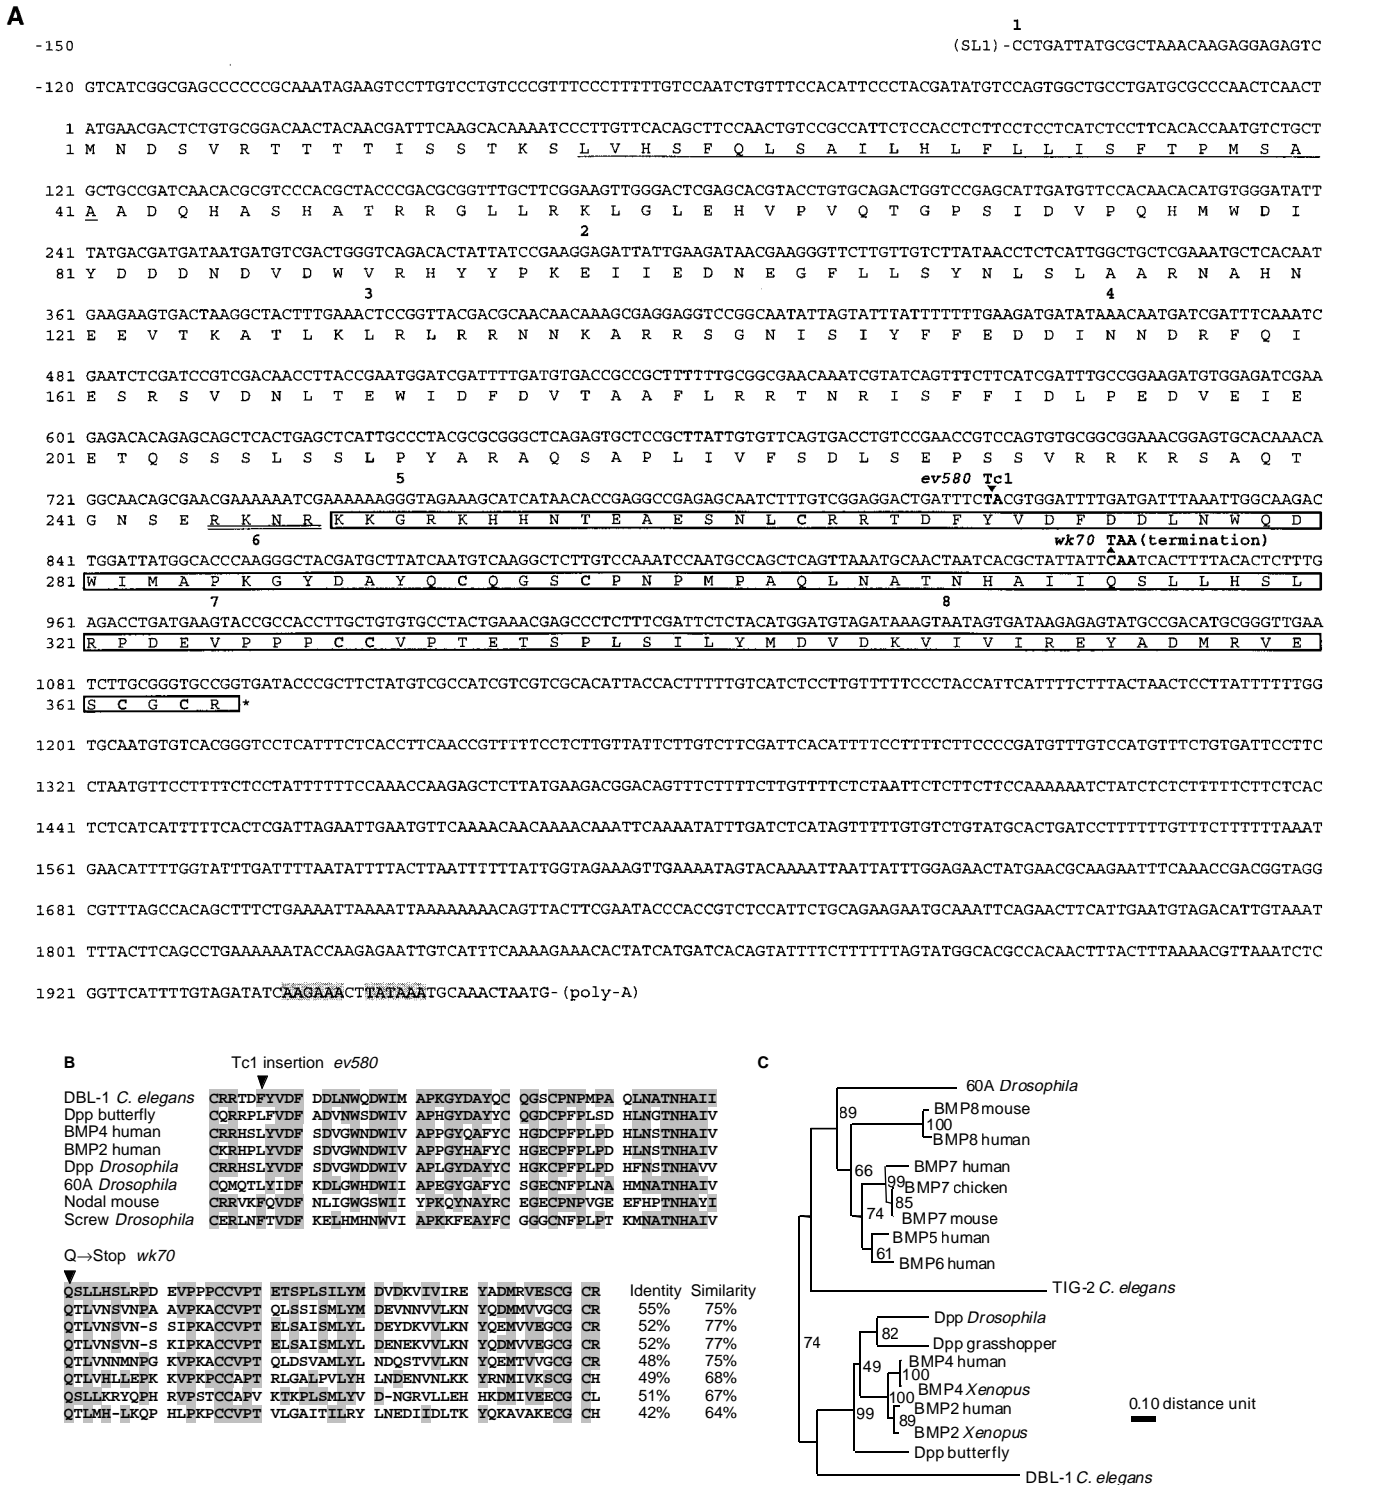 A
1
-150 (SL1)-CCTGATTATGCGCTAAACAAGAGGAGAGTC
-120 GTCATCGGCGAGCCCCCCGCAAATAGAAGTCCTTGTCCTGTCCCGTTTCCCTTTTTGTCCAATCTGTTTCCACATTCCCTACGATATGTCCAGTGGCTGCCTGATGCGCCCAACTCAACT
1 ATGAACGACTCTGTGCGGACAACTACAACGATTTCAAGCACAAAATCCCTTGTTCACAGCTTCCAACTGTCCGCCATTCTCCACCTCTTCCTCCTCATCTCCTTCACACCAATGTCTGCT
1 M N D S V R T T T T I S S T K S L V H S F Q L S A I L H L F L L I S F T P M S A
121 GCTGCCGATCAACACGCGTCCCACGCTACCCGACGCGGTTTGCTTCGGAAGTTGGGACTCGAGCACGTACCTGTGCAGACTGGTCCGAGCATTGATGTTCCACAACACATGTGGGATATT
41 A A D Q H A S H A T R R G L L R K L G L E H V P V Q T G P S I D V P Q H M W D I
2
241 TATGACGATGATAATGATGTCGACTGGGTCAGACACTATTATCCGAAGGAGATTATTGAAGATAACGAAGGGTTCTTGTTGTCTTATAACCTCTCATTGGCTGCTCGAAATGCTCACAAT
81 Y D D D N D V D W V R H Y Y P K E I I E D N E G F L L S Y N L S L A A R N A H N
3 4
361 GAAGAAGTGACTAAGGCTACTTTGAAACTCCGGTTACGACGCAACAACAAAGCGAGGAGGTCCGGCAATATTAGTATTTATTTTTTTGAAGATGATATAAACAATGATCGATTTCAAATC
121 E E V T K A T L K L R L R R N N K A R R S G N I S I Y F F E D D I N N D R F Q I
481 GAATCTCGATCCGTCGACAACCTTACCGAATGGATCGATTTTGATGTGACCGCCGCTTTTTTGCGGCGAACAAATCGTATCAGTTTCTTCATCGATTTGCCGGAAGATGTGGAGATCGAA
161 E S R S V D N L T E W I D F D V T A A F L R R T N R I S F F I D L P E D V E I E
601 GAGACACAGAGCAGCTCACTGAGCTCATTGCCCTACGCGCGGGCTCAGAGTGCTCCGCTTATTGTGTTCAGTGACCTGTCCGAACCGTCCAGTGTGCGGCGGAAACGGAGTGCACAAACA
201 E T Q S S S L S S L P Y A R A Q S A P L I V F S D L S E P S S V R R K R S A Q T
5 ev580 Tc1
721 GGCAACAGCGAACGAAAAAATCGAAAAAAGGGTAGAAAGCATCATAACACCGAGGCCGAGAGCAATCTTTGTCGGAGGACTGATTTCTACGTGGATTTTGATGATTTAAATTGGCAAGAC
241 G N S E R K N R K K G R K H H N T E A E S N L C R R T D F Y V D F D D L N W Q D
6 wk70 TAA(termination)
841 TGGATTATGGCACCCAAGGGCTACGATGCTTATCAATGTCAAGGCTCTTGTCCAAATCCAATGCCAGCTCAGTTAAATGCAACTAATCACGCTATTATTCAATCACTTTTACACTCTTTG
281 W I M A P K G Y D A Y Q C Q G S C P N P M P A Q L N A T N H A I I Q S L L H S L
7 8
961 AGACCTGATGAAGTACCGCCACCTTGCTGTGTGCCTACTGAAACGAGCCCTCTTTCGATTCTCTACATGGATGTAGATAAAGTAATAGTGATAAGAGAGTATGCCGACATGCGGGTTGAA
321 R P D E V P P P C C V P T E T S P L S I L Y M D V D K V I V I R E Y A D M R V E
1081 TCTTGCGGGTGCCGGTGATACCCGCTTCTATGTCGCCATCGTCGTCGCACATTACCACTTTTTGTCATCTCCTTGTTTTTCCCTACCATTCATTTTCTTTACTAACTCCTTATTTTTTGG
361 S C G C R *
1201 TGCAATGTGTCACGGGTCCTCATTTCTCACCTTCAACCGTTTTTCCTCTTGTTATTCTTGTCTTCGATTCACATTTTCCTTTTCTTCCCCGATGTTTGTCCATGTTTCTGTGATTCCTTC
1321 CTAATGTTCCTTTTCTCCTATTTTTTCCAAACCAAGAGCTCTTATGAAGACGGACAGTTTCTTTTCTTGTTTTCTCTAATTCTCTTCTTCCAAAAAATCTATCTCTCTTTTTCTTCTCAC
1441 TCTCATCATTTTTCACTCGATTAGAATTGAATGTTCAAAACAACAAAACAAATTCAAAATATTTGATCTCATAGTTTTTGTGTCTGTATGCACTGATCCTTTTTTGTTTCTTTTTTAAAT
1561 GAACATTTTGGTATTTGATTTTAATATTTTACTTAATTTTTTATTGGTAGAAAGTTGAAAATAGTACAAAATTAATTATTTGGAGAACTATGAACGCAAGAATTTCAAACCGACGGTAGG
1681 CGTTTAGCCACAGCTTTCTGAAAATTAAAATTAAAAAAAACAGTTACTTCGAATACCCACCGTCTCCATTCTGCAGAAGAATGCAAATTCAGAACTTCATTGAATGTAGACATTGTAAAT
1801 TTTACTTCAGCCTGAAAAAATACCAAGAGAATTGTCATTTCAAAAGAAACACTATCATGATCACAGTATTTTCTTTTTTAGTATGGCACGCCACAACTTTACTTTAAAACGTTAAATCTC
1921 GGTTCATTTTGTAGATATCAAGAAACTTATAAATGCAAACTAATG-(poly-A)
B
Tc1 insertion ev580
DBL-1 C. elegans CRRTDFYVDF DDLNWQDWIM APKGYDAYQC QGSCPNPMPA QLNATNHAII
Dpp butterfly CQRRPLFVDF ADVNWSDWIV APHGYDAYYC QGDCPFPLSD HLNGTNHAIV
BMP4 human CRRHSLYVDF SDVGWNDWIV APPGYQAFYC HGDCPFPLPD HLNSTNHAIV
BMP2 human CKRHPLYVDF SDVGWNDWIV APPGYHAFYC HGECPFPLPD HLNSTNHAIV
Dpp Drosophila CRRHSLYVDF SDVGWDDWIV APLGYDAYYC HGKCPFPLPD HFNSTNHAVV
60A Drosophila CQMQTLYIDF KDLGWHDWII APEGYGAFYC SGECNFPLNA HMNATNHAIV
Nodal mouse CRRVKFQVDF NLIGWGSWII YPKQYNAYRC EGECPNPVGE EFHPTNHAYI
Screw Drosophila CERLNFTVDF KELHMHNWVI APKKFEAYFC GGGCNFPLPT KMNATNHAIV
Q→Stop wk70
QSLLHSLRPD EVPPPCCVPT ETSPLSILYM DVDKVIVIRE YADMRVESCG CR Identity Similarity
QTLVNSVNPA AVPKACCVPT QLSSISMLYM DEVNNVVLKN YQDMMVVGCG CR 55% 75%
QTLVNSVN-S SIPKACCVPT ELSAISMLYL DEYDKVVLKN YQEMVVEGCG CR 52% 77%
QTLVNSVN-S KIPKACCVPT ELSAISMLYL DENEKVVLKN YQDMVVEGCG CR 52% 77%
QTLVNNMNPG KVPKACCVPT QLDSVAMLYL NDQSTVVLKN YQEMTVVGCG CR 48% 75%
QTLVHLLEPK KVPKPCCAPT RLGALPVLYH LNDENVNLKK YRNMIVKSCG CH 49% 68%
QSLLKRYQPH RVPSTCCAPV KTKPLSMLYV D-NGRVLLEH HKDMIVEECG CL 51% 67%
QTLMH-LKQP HLPKPCCVPT VLGAITILRY LNEDIIDLTK YQKAVAKECG CH 42% 64%
C
60A Drosophila
89
BMP8 mouse
100
BMP8 human
66
BMP7 human
99
BMP7 chicken
85
74
BMP7 mouse
BMP5 human
61
BMP6 human
TIG-2 C. elegans
74
Dpp Drosophila
82
Dpp grasshopper
49
BMP4 human
100
BMP4 Xenopus
100
BMP2 human
99
89
BMP2 Xenopus
Dpp butterfly
DBL-1 C. elegans
0.10 distance unit